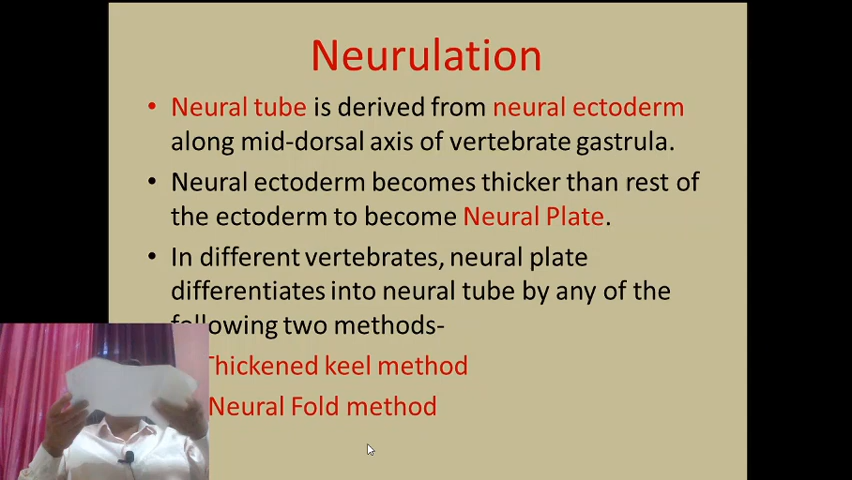 Neurulation
• Neural tube is derived from neural ectoderm
along mid-dorsal axis of vertebrate gastrula.
• Neural ectoderm becomes thicker than rest of
the ectoderm to become Neural Plate.
• In different vertebrates, neural plate
differentiates into neural tube by any of the
following two methods-
Thickened keel method
Neural Fold method